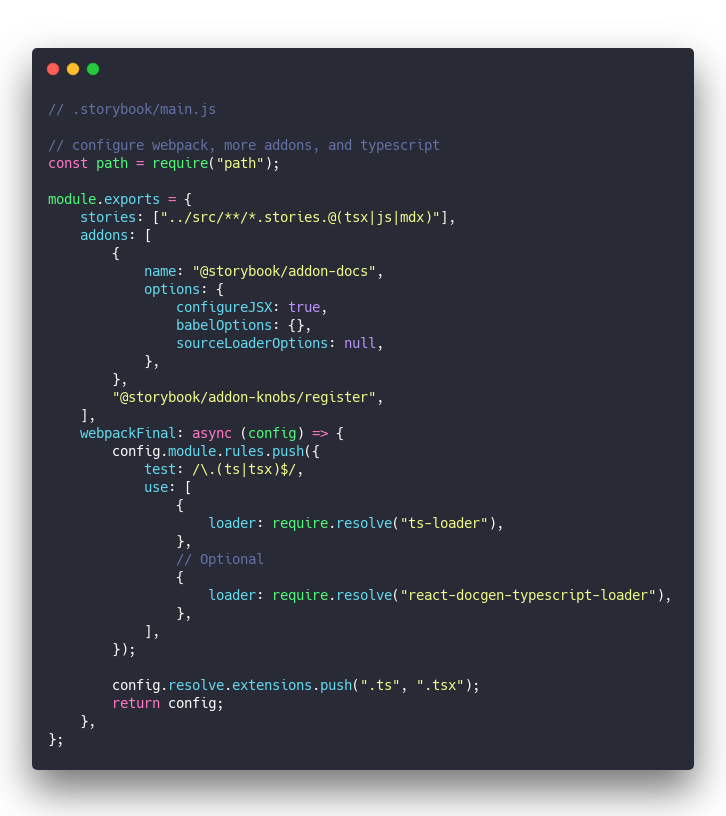 // .storybook/main.js

// configure webpack, more addons, and typescript
const path = require("path");

module.exports = {
    stories: ["../src/**/*.stories.@(tsx|js|mdx)"],
    addons: [
        {
            name: "@storybook/addon-docs",
            options: {
                configureJSX: true,
                babelOptions: {},
                sourceLoaderOptions: null,
            },
        },
        "@storybook/addon-knobs/register",
    ],
    webpackFinal: async (config) => {
        config.module.rules.push({
            test: /\.(ts|tsx)$/,
            use: [
                {
                    loader: require.resolve("ts-loader"),
                },
                // Optional
                {
                    loader: require.resolve("react-docgen-typescript-loader"),
                },
            ],
        });

        config.resolve.extensions.push(".ts", ".tsx");
        return config;
    },
};